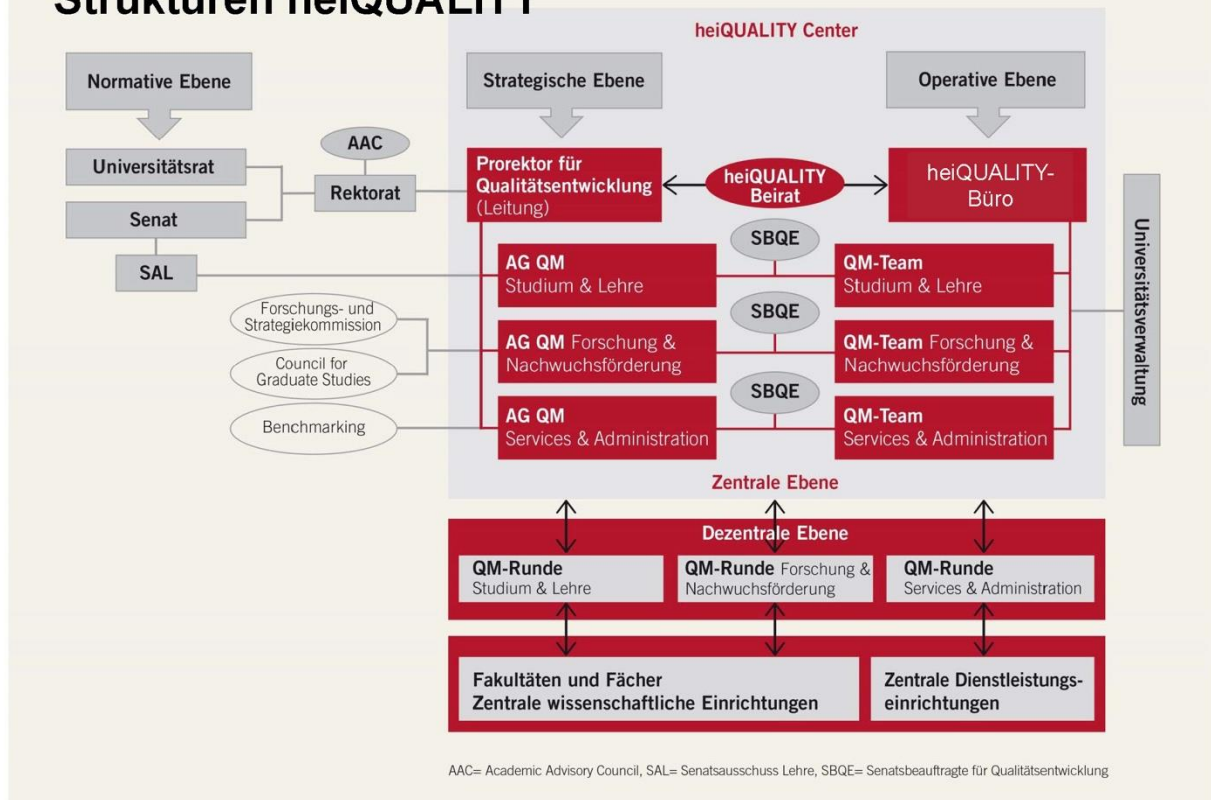 Strukturen heiQUALITY
heiQUALITY Center
Normative Ebene
Strategische Ebene
Operative Ebene
Universitätsrat
Senat
SAL
AAC
Rektorat
Prorektor für
Qualitätsentwicklung
(Leitung)
heiQUALITY
Beirat
heiQUALITY-
Büro
Universitätsverwaltung
Forschungs- und
Strategiekommission
Council for
Graduate Studies
Benchmarking
AG QM
Studium & Lehre
SBQE
QM-Team
Studium & Lehre
AG QM Forschung &
Nachwuchsförderung
SBQE
QM-Team Forschung &
Nachwuchsförderung
AG QM
Services & Administration
SBQE
QM-Team
Services & Administration
Zentrale Ebene
Dezentrale Ebene
QM-Runde
Studium & Lehre
QM-Runde Forschung &
Nachwuchsförderung
QM-Runde
Services & Administration
Fakultäten und Fächer
Zentrale wissenschaftliche Einrichtungen
Zentrale Dienstleistungs-
einrichtungen
AAC= Academic Advisory Council, SAL= Senatsausschuss Lehre, SBQE= Senatsbeauftragte für Qualitätsentwicklung